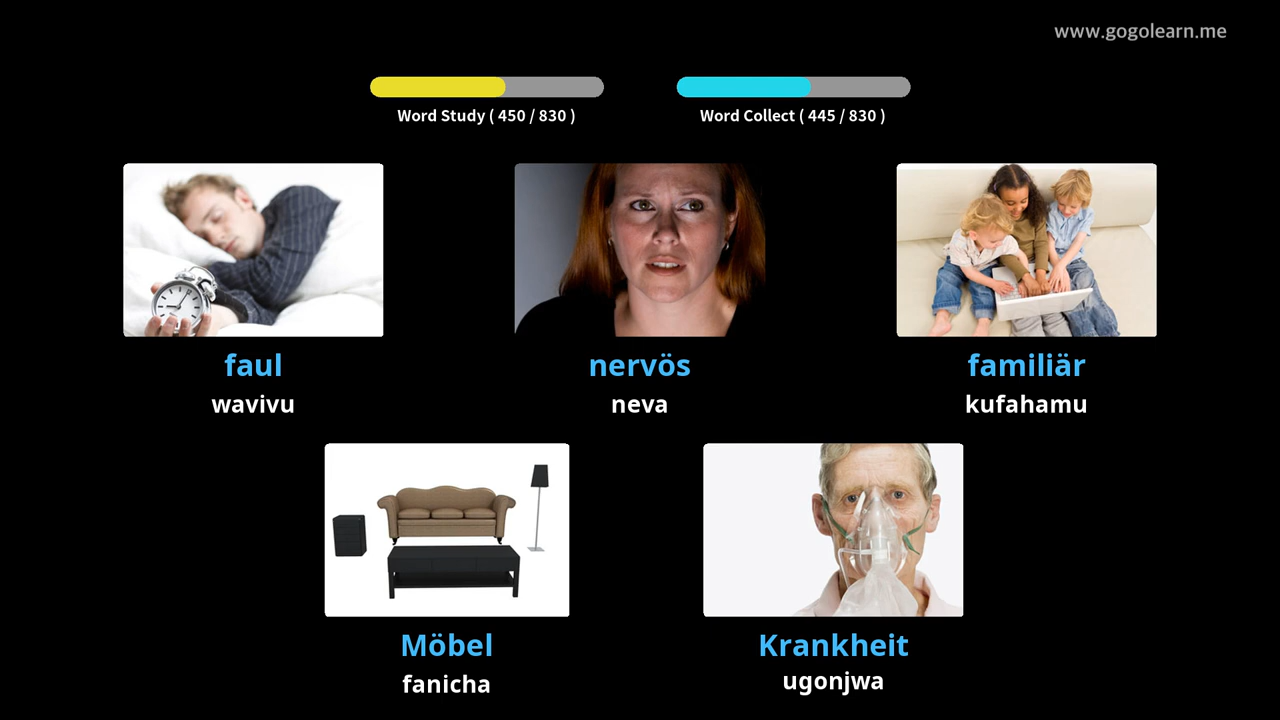 www.gogolearn.me
Word Study ( 450 / 830 )
Word Collect ( 445 / 830 )
faul
wavivu
nervös
neva
familiär
kufahamu
Möbel
fanicha
Krankheit
ugonjwa